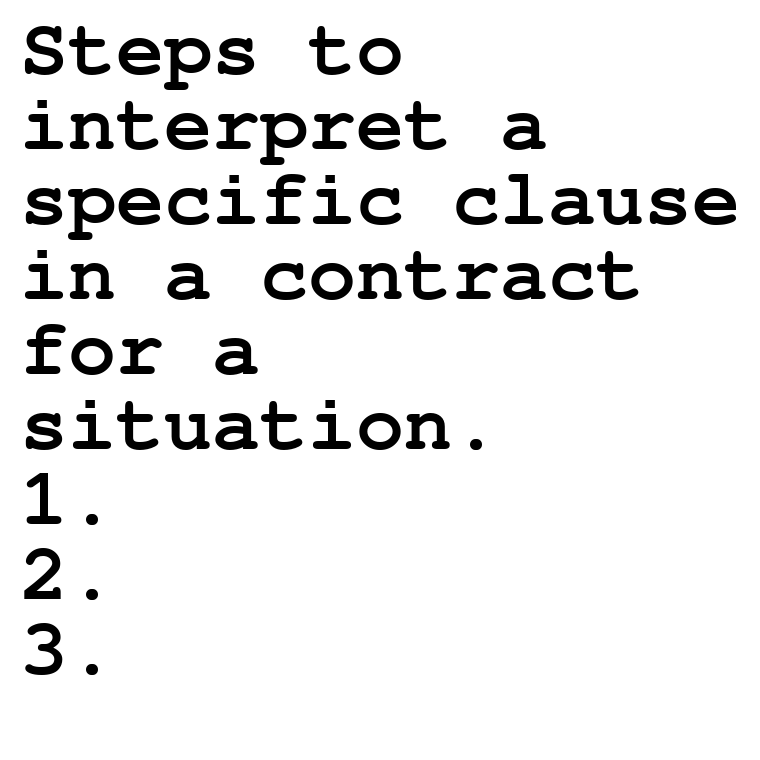 Steps to
interpret a
specific clause
in a contract
for a
situation.
1.
2.
3.